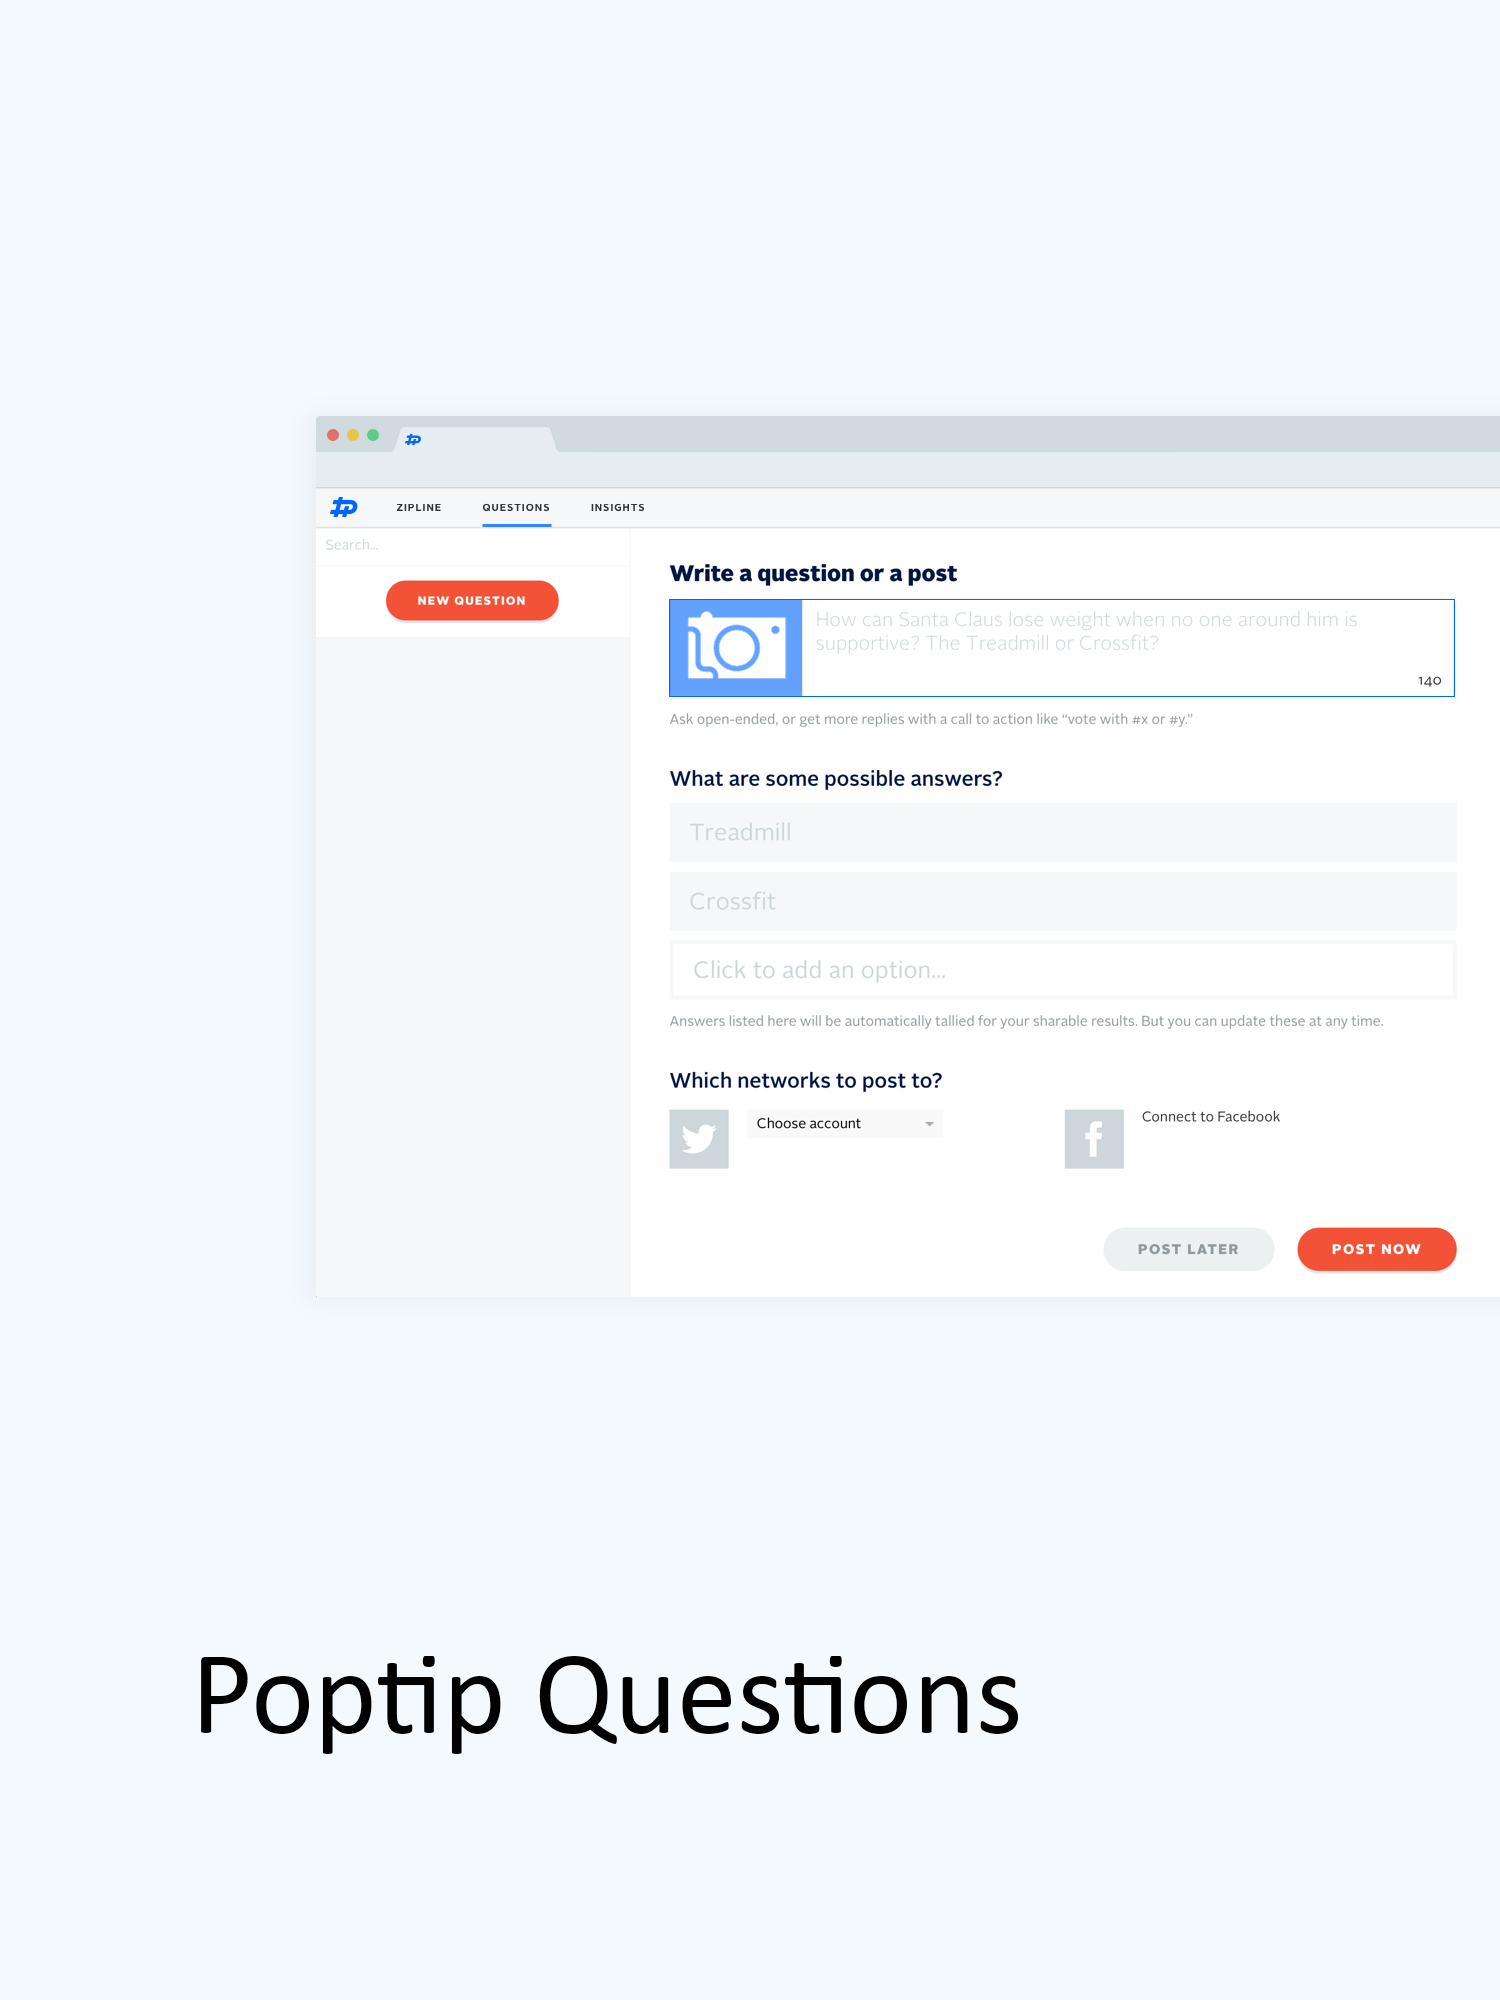 ZIPLINE QUESTIONS INSIGHTS
Search...
NEW QUESTION
Write a question or a post
How can Santa Claus lose weight when no one around him is
supportive? The Treadmill or Crossfit?
140
Ask open-ended, or get more replies with a call to action like “vote with #x or #y.”
What are some possible answers?
Treadmill
Crossfit
Click to add an option...
Answers listed here will be automatically tallied for your sharable results. But you can update these at any time.
Which networks to post to?
Choose account
Connect to Facebook
POST LATER POST NOW
Poptip Questions